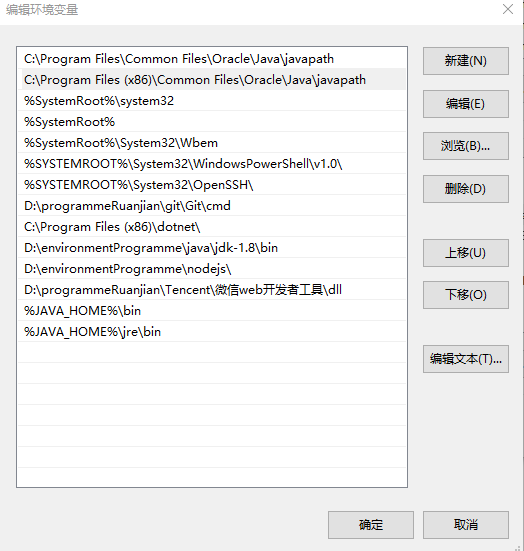 编辑环境变量
C:\Program Files\Common Files\Oracle\Java\javapath
C:\Program Files (x86)\Common Files\Oracle\Java\javapath
%SystemRoot%\system32
%SystemRoot%
%SystemRoot%\System32\Wbem
%SYSTEMROOT%\System32\WindowsPowerShell\v1.0\
%SYSTEMROOT%\System32\OpenSSH\
D:\programmeRuanjian\git\Git\cmd
C:\Program Files (x86)\dotnet\
D:\environmentProgramme\java\jdk-1.8\bin
D:\environmentProgramme\nodejs\
D:\programmeRuanjian\Tencent\微信web开发者工具\dll
%JAVA_HOME%\bin
%JAVA_HOME%\jre\bin
新建(N)
编辑(E)
浏览(B)...
删除(D)
上移(U)
下移(O)
编辑文本(T)...
确定
取消